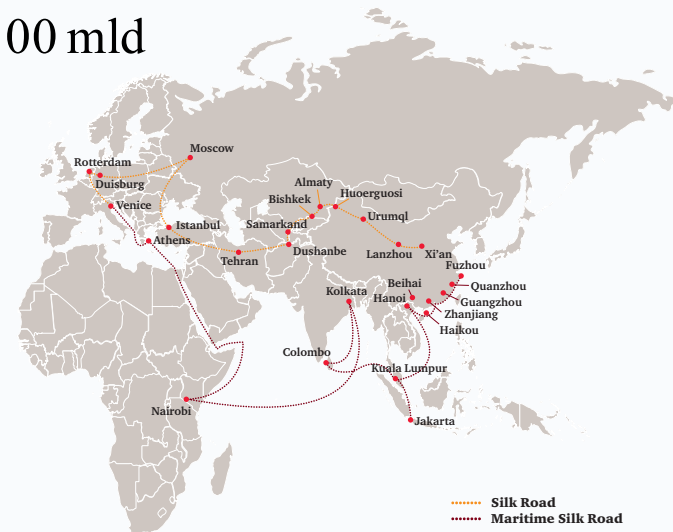 00 mld
Moscow
Rotterdam
Duisburg
Almaty
Bishkek
Huoerguosi
Venice
Urumql
Istanbul
Samarkand
Athens
Lanzhou
Xi'an
Tehran
Dushanbe
Fuzhou
Beihai
Quanzhou
Kolkata
Hanoi
Guangzhou
Zhanjiang
Haikou
Colombo
Kuala Lumpur
Nairobi
Jakarta
Silk Road
Maritime Silk Road